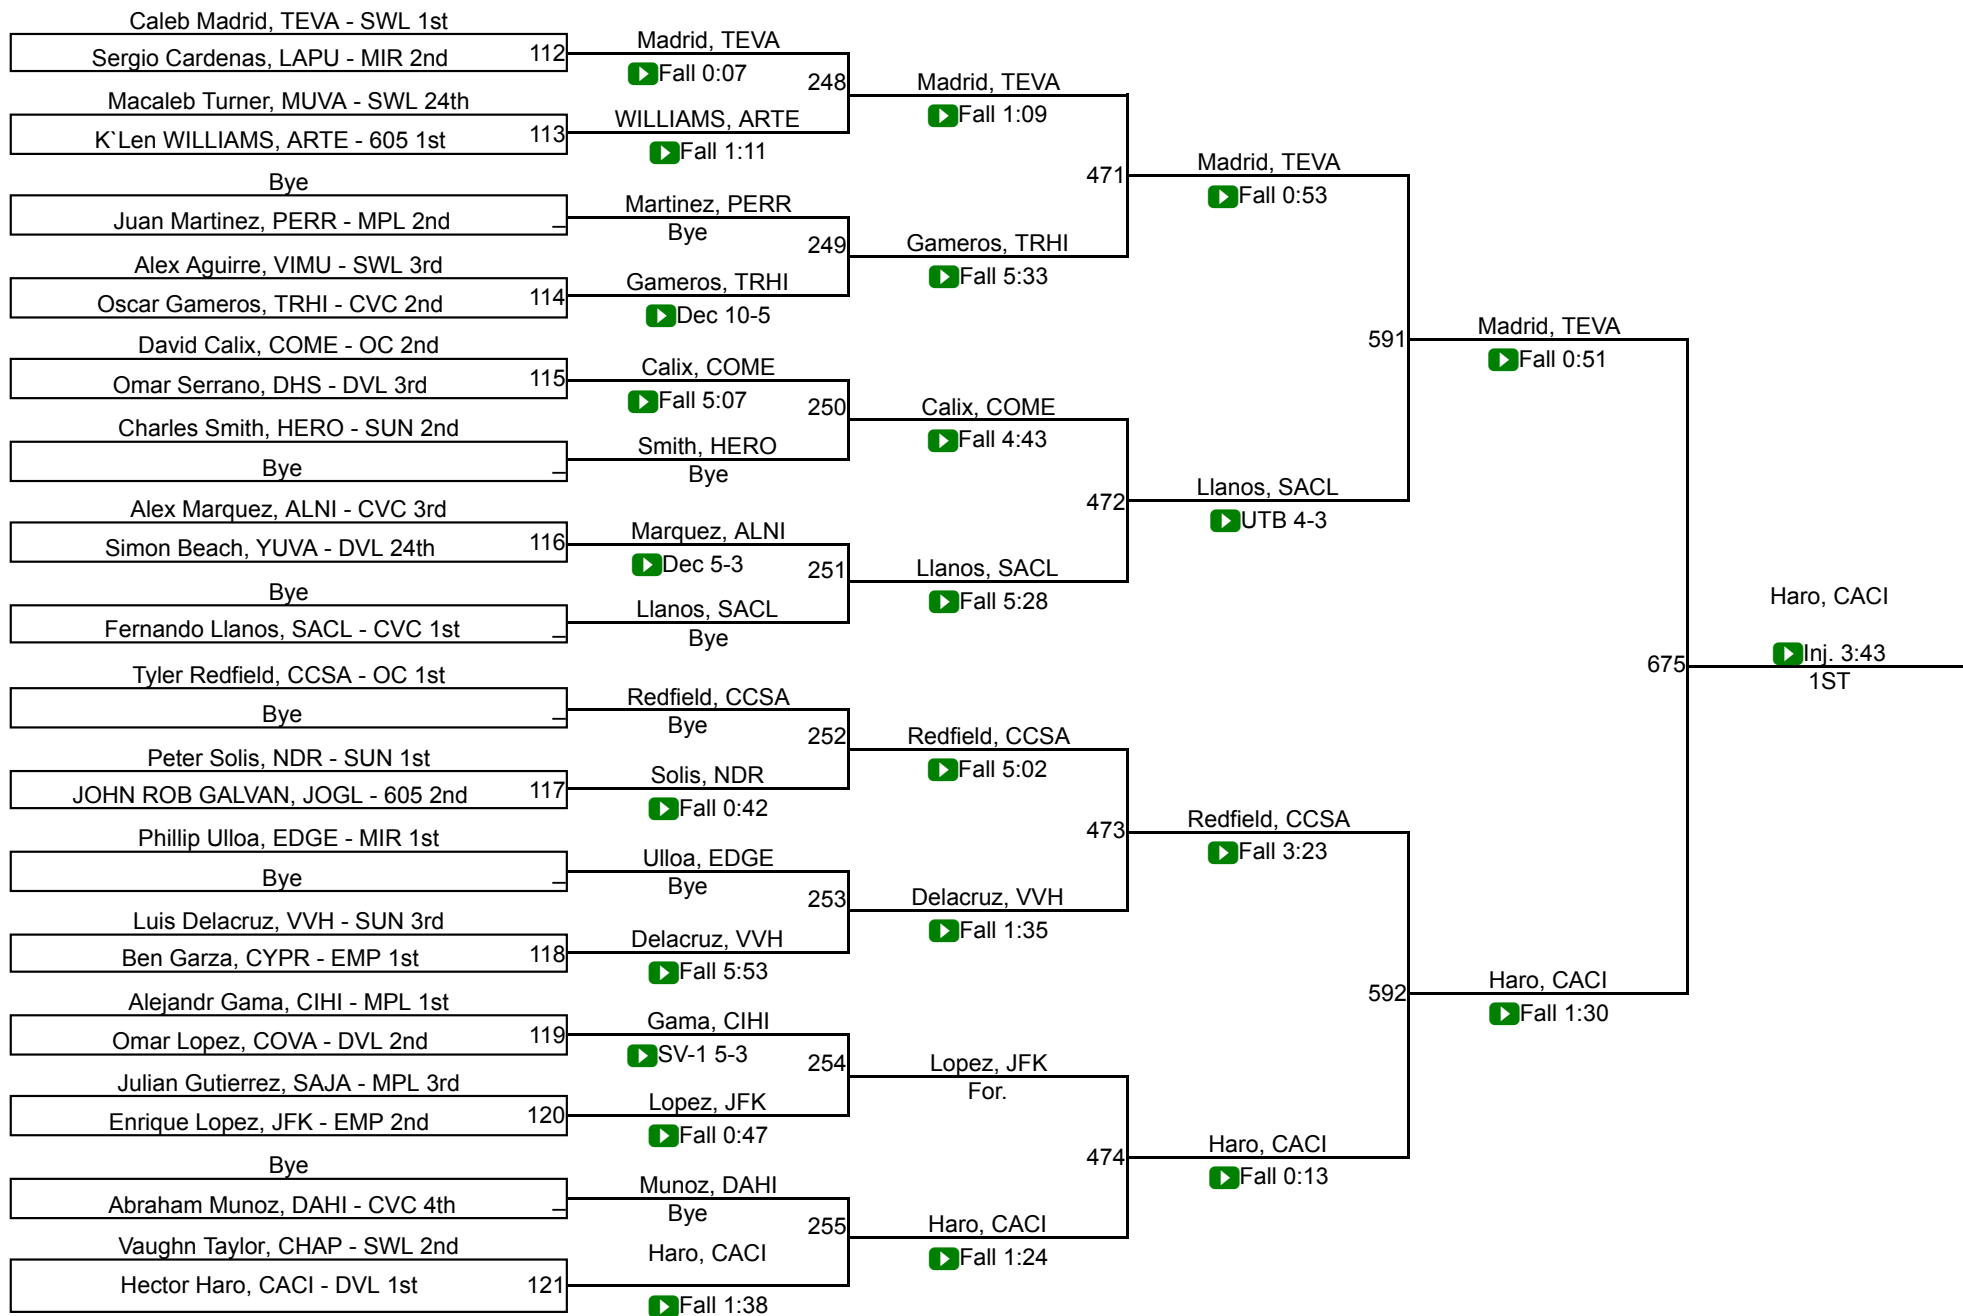 Caleb Madrid, TEVA - SWL 1st
Sergio Cardenas, LAPU - MIR 2nd
112
Macaleb Turner, MUVA - SWL 24th
K`Len WILLIAMS, ARTE - 605 1st
113
Bye
Juan Martinez, PERR - MPL 2nd
Alex Aguirre, VIMU - SWL 3rd
Oscar Gameros, TRHI - CVC 2nd
114
David Calix, COME - OC 2nd
Omar Serrano, DHS - DVL 3rd
115
Charles Smith, HERO - SUN 2nd
Bye
Alex Marquez, ALNI - CVC 3rd
Simon Beach, YUVA - DVL 24th
116
Bye
Fernando Llanos, SACL - CVC 1st
Tyler Redfield, CCSA - OC 1st
Bye
Peter Solis, NDR - SUN 1st
JOHN ROB GALVAN, JOGL - 605 2nd
117
Phillip Ulloa, EDGE - MIR 1st
Bye
Luis Delacruz, VVH - SUN 3rd
Ben Garza, CYPR - EMP 1st
118
Alejandr Gama, CIHI - MPL 1st
Omar Lopez, COVA - DVL 2nd
119
Julian Gutierrez, SAJA - MPL 3rd
Enrique Lopez, JFK - EMP 2nd
120
Bye
Abraham Munoz, DAHI - CVC 4th
Vaughn Taylor, CHAP - SWL 2nd
Hector Haro, CACI - DVL 1st
121
Madrid, TEVA
Fall 0:07
248
WILLIAMS, ARTE
Fall 1:11
Martinez, PERR
Bye
249
Gameros, TRHI
Dec 10-5
Calix, COME
Fall 5:07
250
Smith, HERO
Bye
Marquez, ALNI
Dec 5-3
251
Llanos, SACL
Bye
Redfield, CCSA
Bye
252
Solis, NDR
Fall 0:42
Ulloa, EDGE
Bye
253
Delacruz, VVH
Fall 5:53
Gama, CIHI
SV-1 5-3
254
Lopez, JFK
Fall 0:47
Munoz, DAHI
Bye
255
Haro, CACI
Fall 1:38
Madrid, TEVA
Fall 1:09
471
Gameros, TRHI
Fall 5:33
Calix, COME
Fall 4:43
472
Llanos, SACL
Fall 5:28
Redfield, CCSA
Fall 5:02
473
Delacruz, VVH
Fall 1:35
Lopez, JFK
For.
474
Haro, CACI
Fall 1:24
Madrid, TEVA
Fall 0:53
591
Llanos, SACL
UTB 4-3
Redfield, CCSA
Fall 3:23
592
Haro, CACI
Fall 0:13
Madrid, TEVA
Fall 0:51
675
Haro, CACI
Fall 1:30
Haro, CACI
Inj. 3:43
1ST